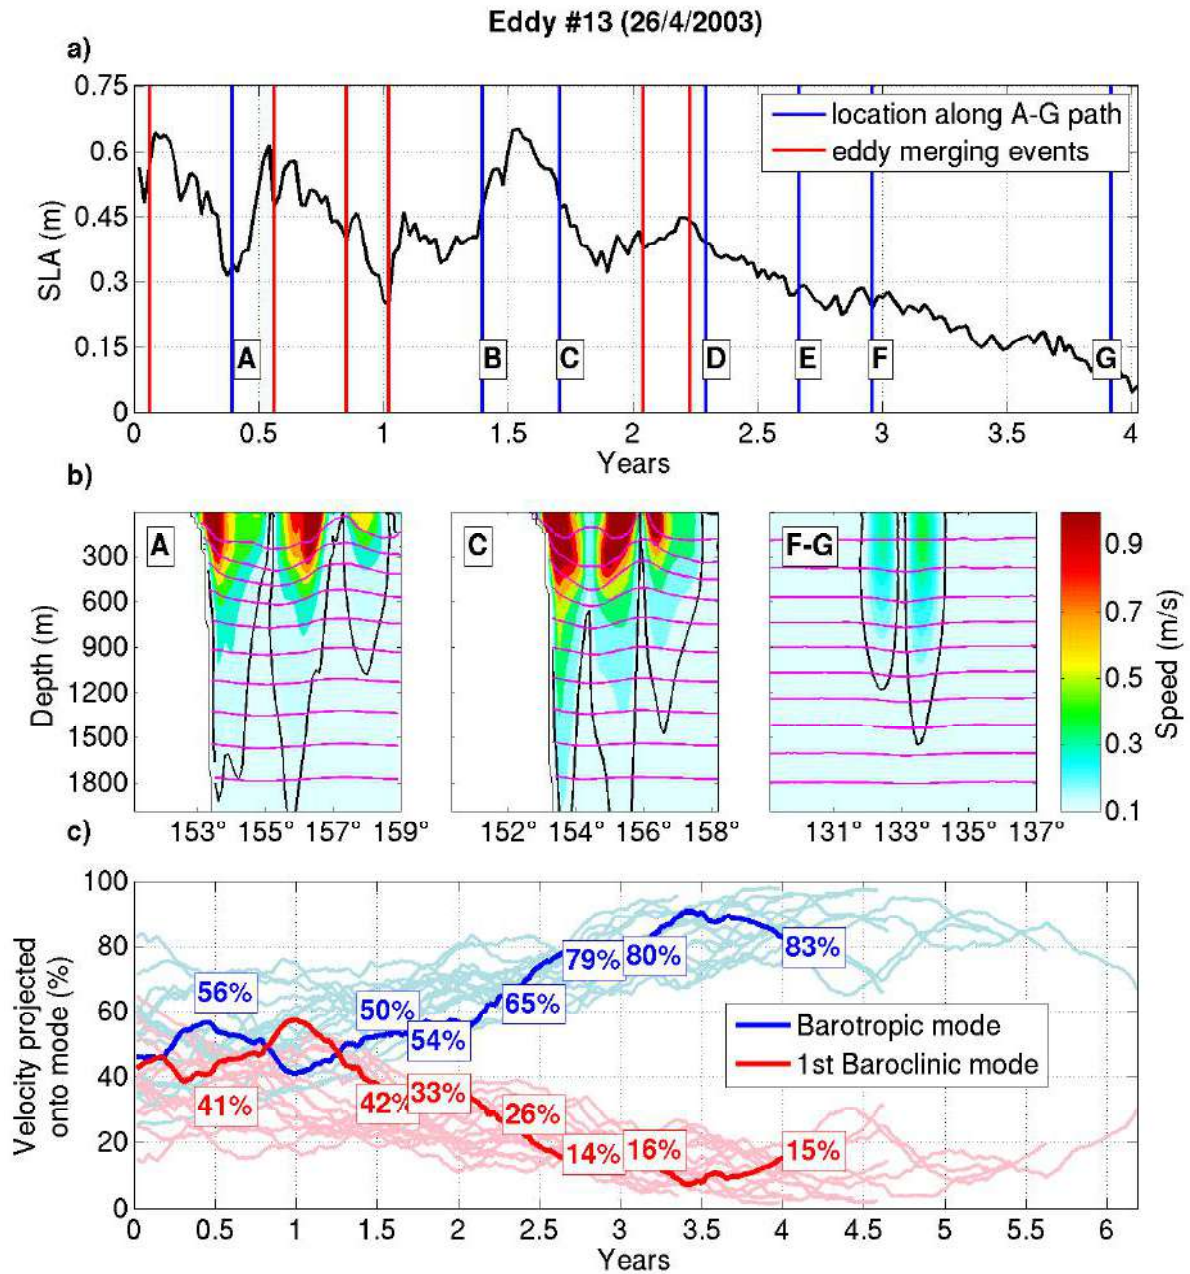 Eddy #13 (26/4/2003)
a)
0.75
0.6
0.45
0.3
0.15
0
SLA (m)
location along A-G path
eddy merging events
A
B
C
D
E
F
G
0 0.5 1 1.5 2 2.5 3 3.5 4
Years
b)
A
C
F-G
300
600
900
1200
1500
1800
Depth (m)
0.9
0.7
0.5
0.3
0.1
Speed (m/s)
153° 155° 157° 159°
152° 154° 156° 158°
131° 133° 135° 137°
c)
100
80
60
40
20
0
Velocity projected
onto mode (%)
56%
50%
54%
65%
79%
80%
83%
41%
42%
33%
26%
14%
16%
15%
Barotropic mode
1st Baroclinic mode
0 0.5 1 1.5 2 2.5 3 3.5 4 4.5 5 5.5 6
Years